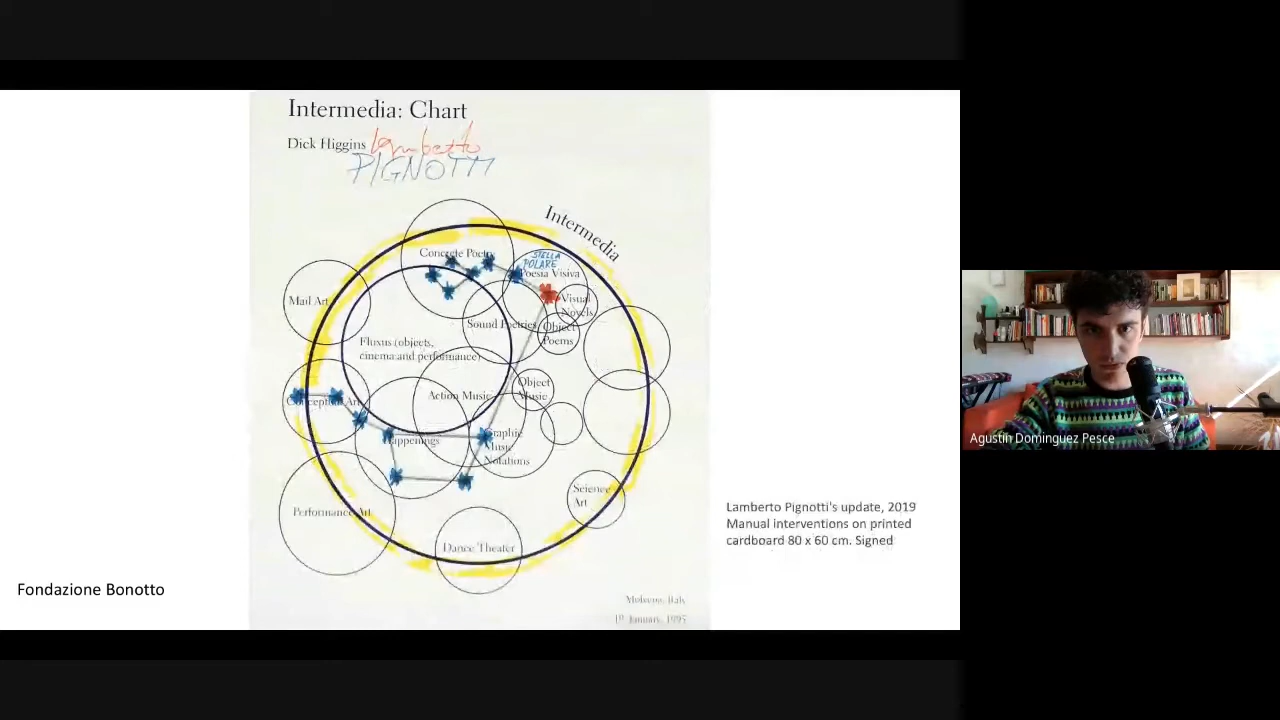 Intermedia: Chart
Dick Higgins Lamberto
PIGNOTTI
Intermedia
Concrete Poetry
STELLA
POLARE
Poesia Visiva
Mail Art
Visual
Novels
Sound Poetries
Object
Poems
Fluxus (objects,
cinema and performance)
Object
Music
Action Music
Conceptual Art
Happenings
Graphic
Music
Notations
Science
Art
Performance Art
Dance Theater
Molvena, Italy
19 January, 1995
Lamberto Pignotti's update, 2019
Manual interventions on printed
cardboard 80 x 60 cm. Signed
Fondazione Bonotto
Agustín Domínguez Pesce